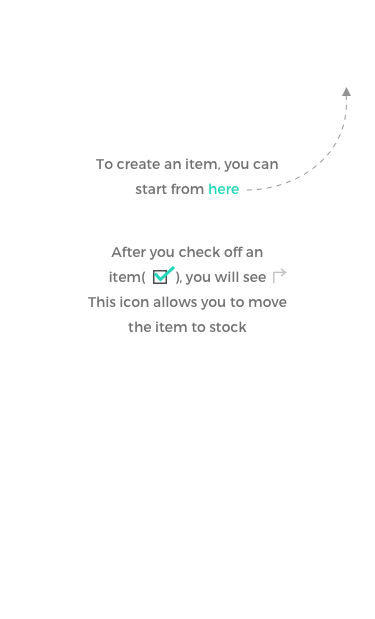 To create an item, you can
start from here
After you check off an
item( ), you will see
This icon allows you to move
the item to stock